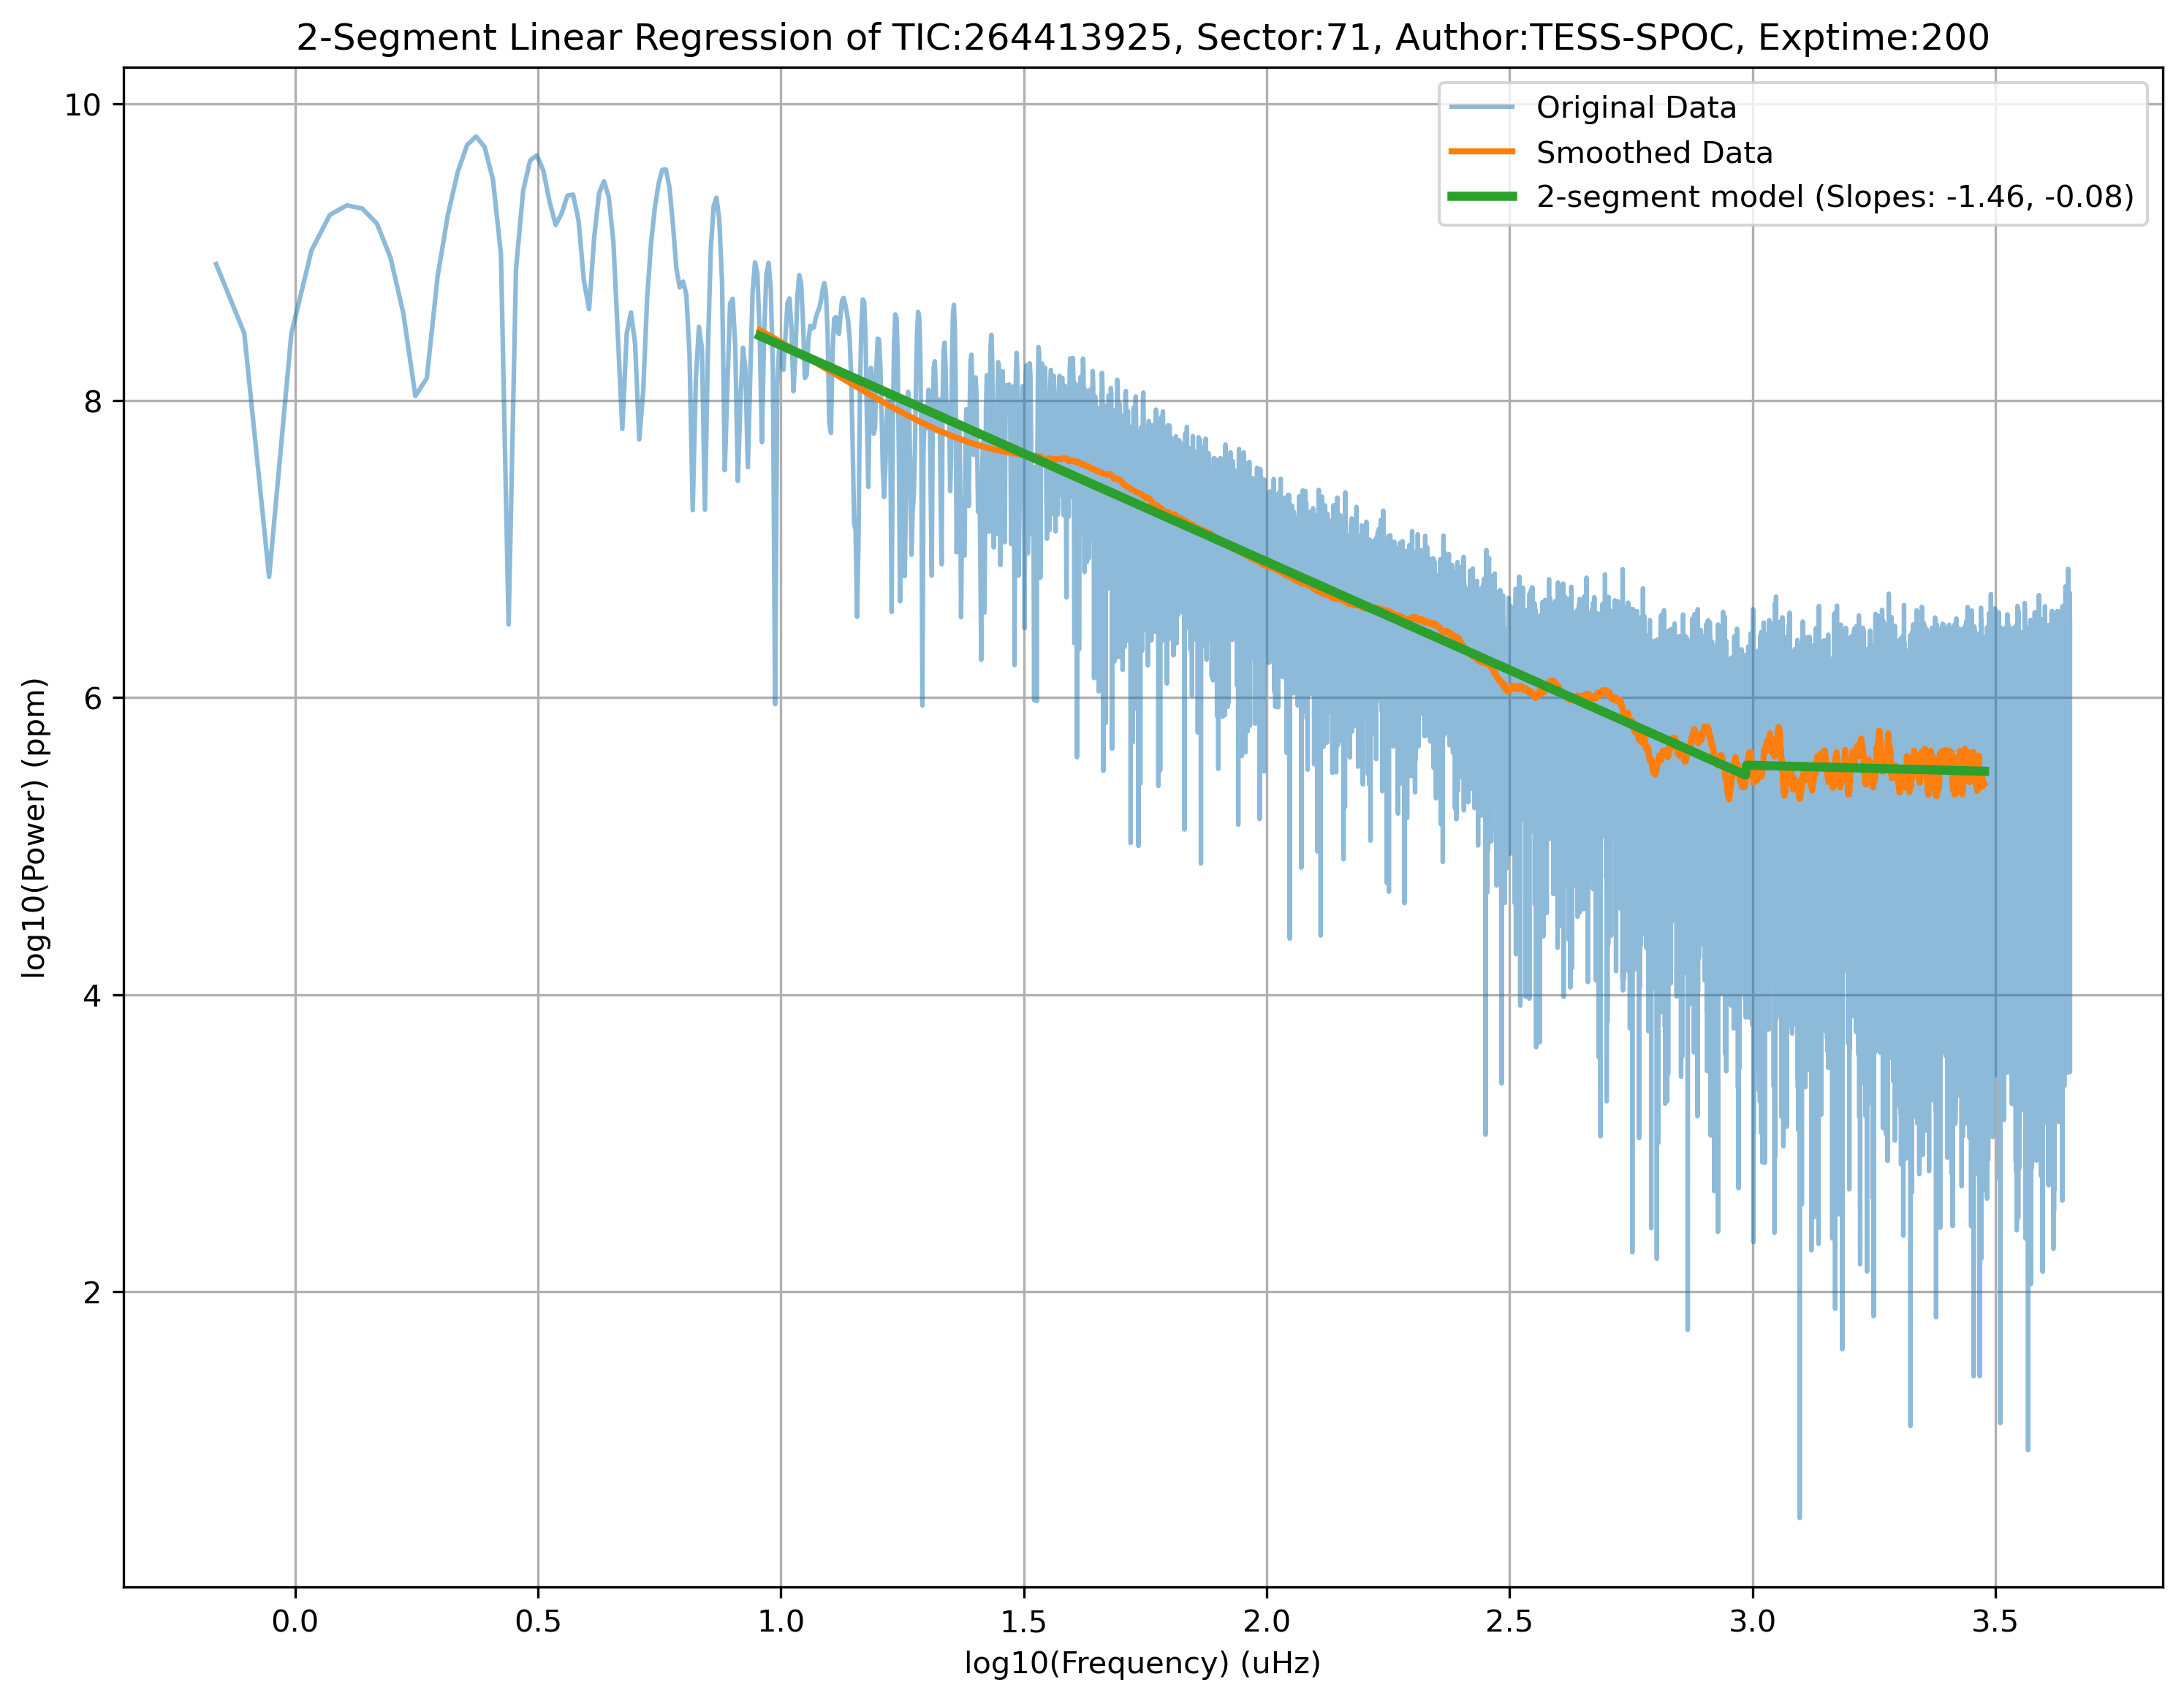 2-Segment Linear Regression of TIC:264413925, Sector:71, Author:TESS-SPOC, Exptime:200
Original Data
Smoothed Data
2-segment model (Slopes: -1.46, -0.08)
log10(Power) (ppm)
10
8
6
4
2
0.0 0.5 1.0 1.5 2.0 2.5 3.0 3.5
log10(Frequency) (uHz)